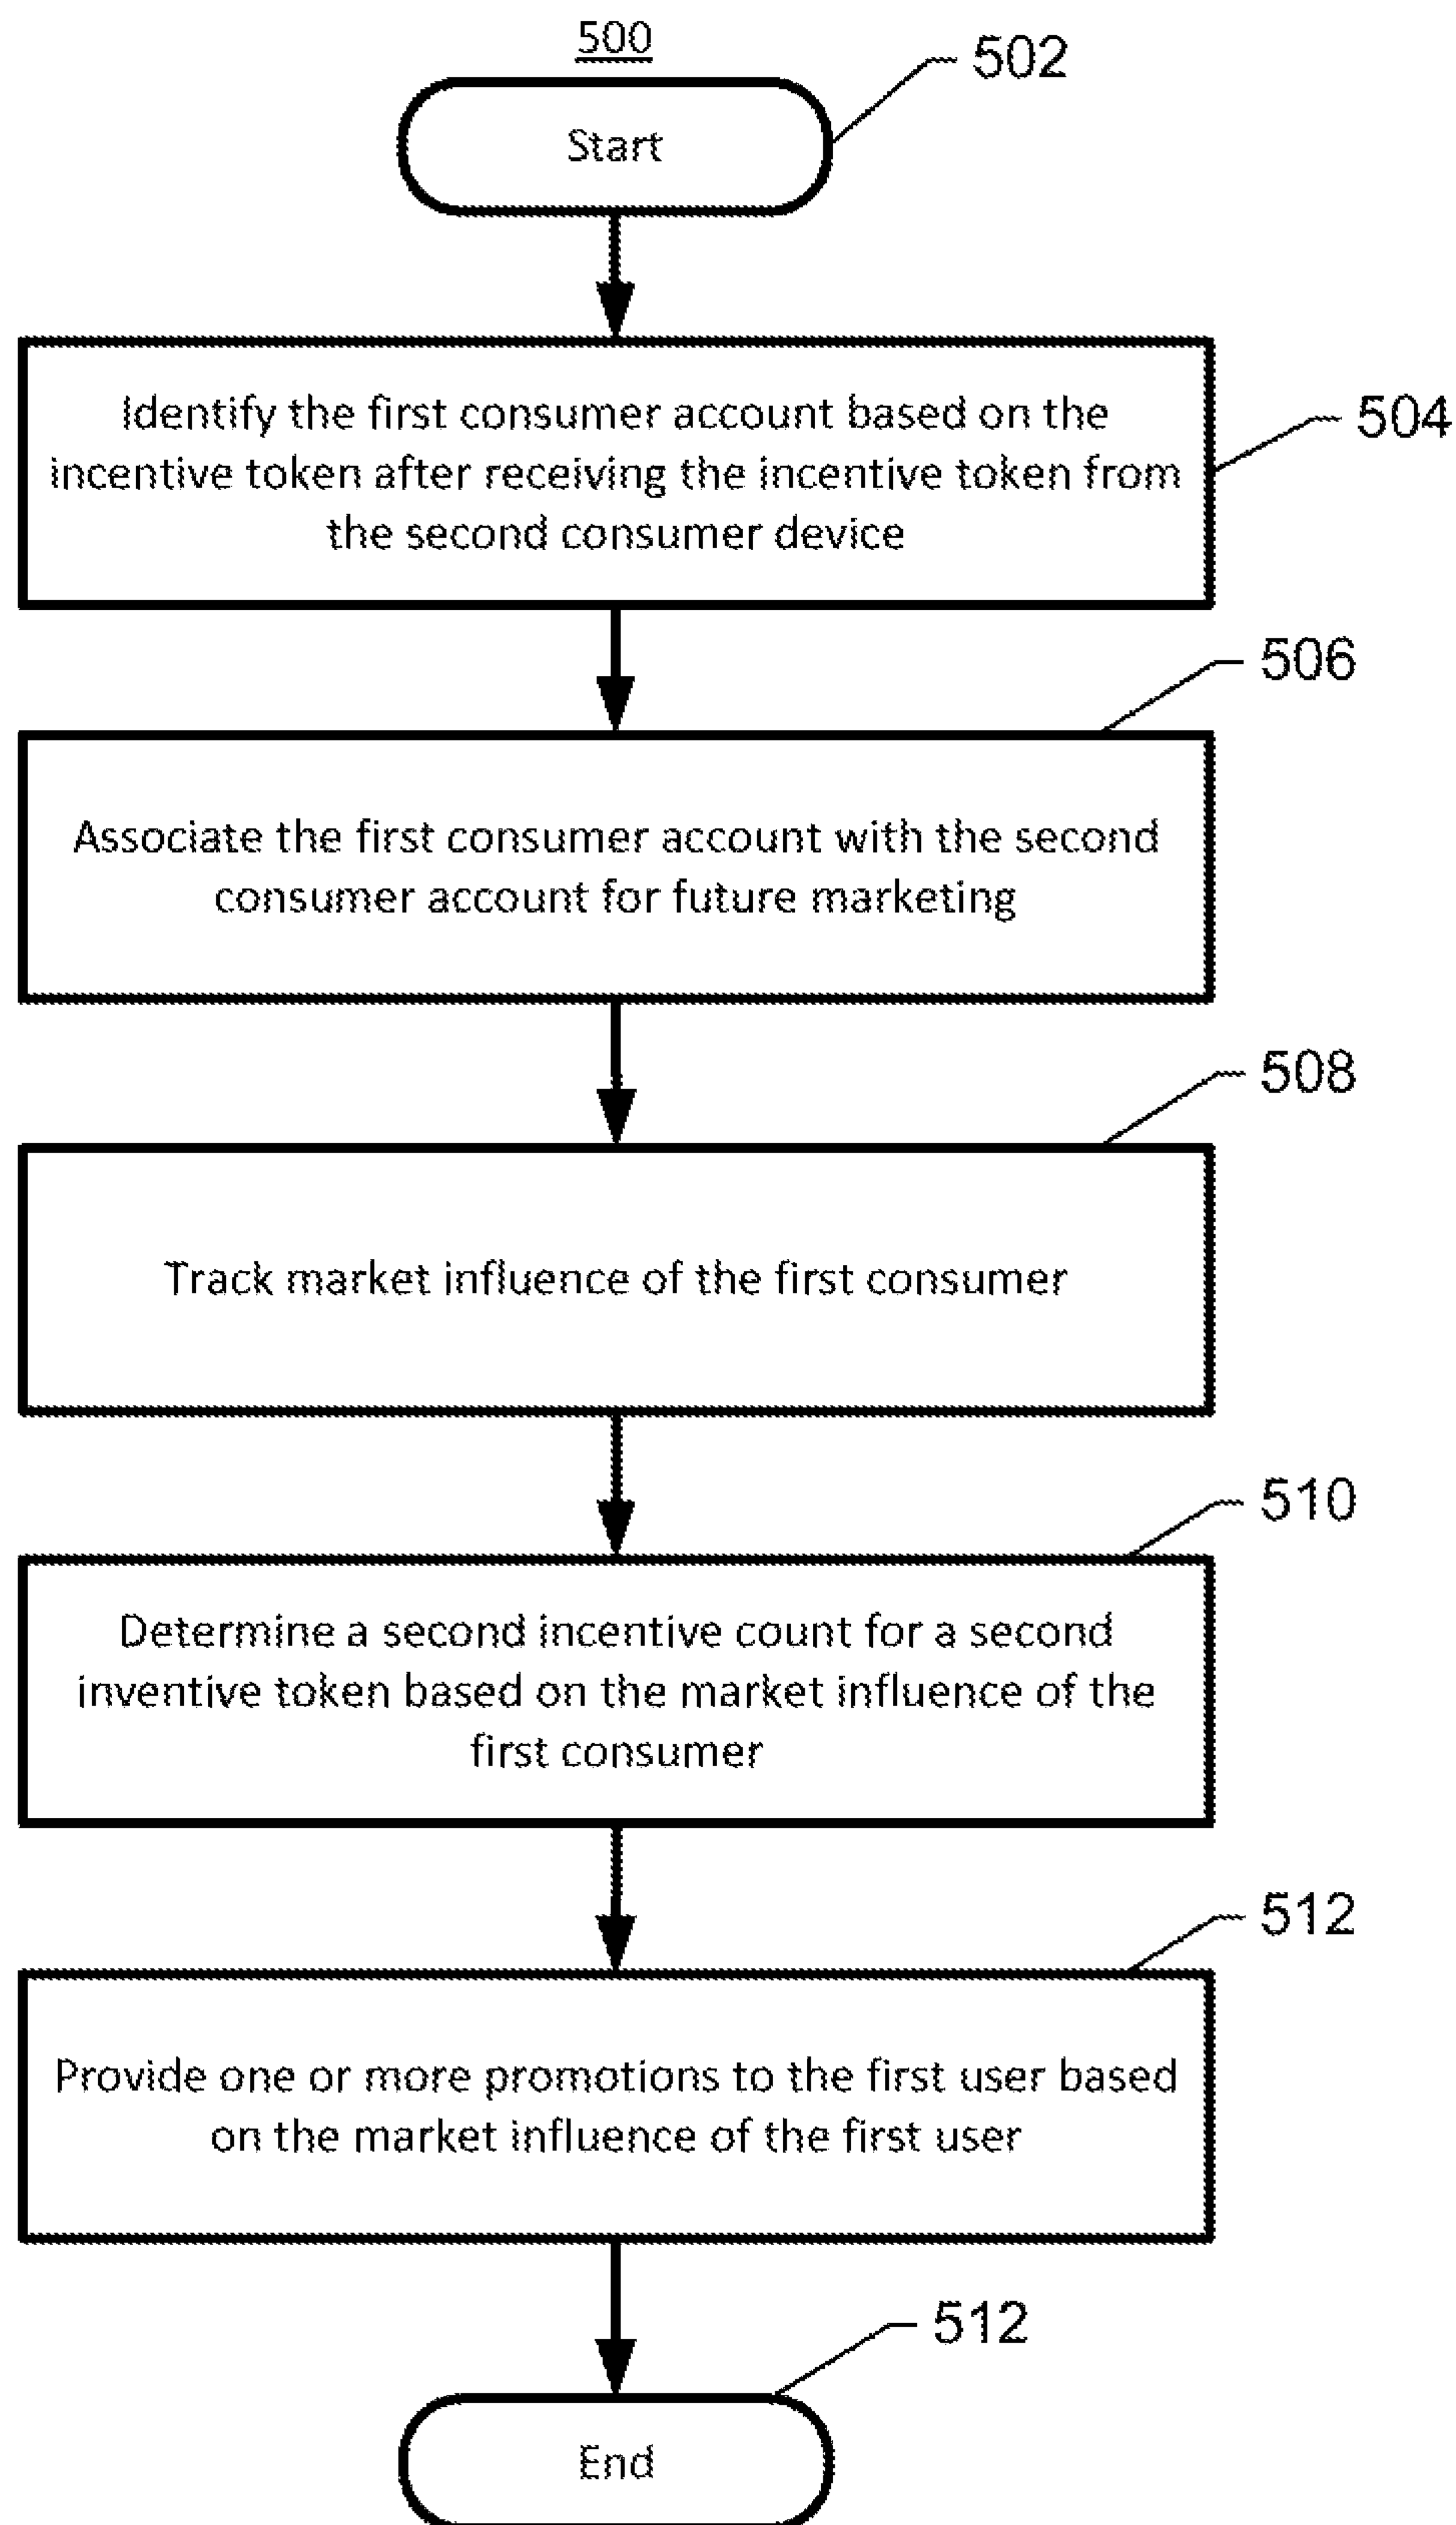 500
502
Start
Identify the first consumer account based on the
incentive token after receiving the incentive token from
the second consumer device
504
506
Associate the first consumer account with the second
consumer account for future marketing
508
Track market influence of the first consumer
510
Determine a second incentive count for a second
inventive token based on the market influence of the
first consumer
512
Provide one or more promotions to the first user based
on the market influence of the first user
512
End